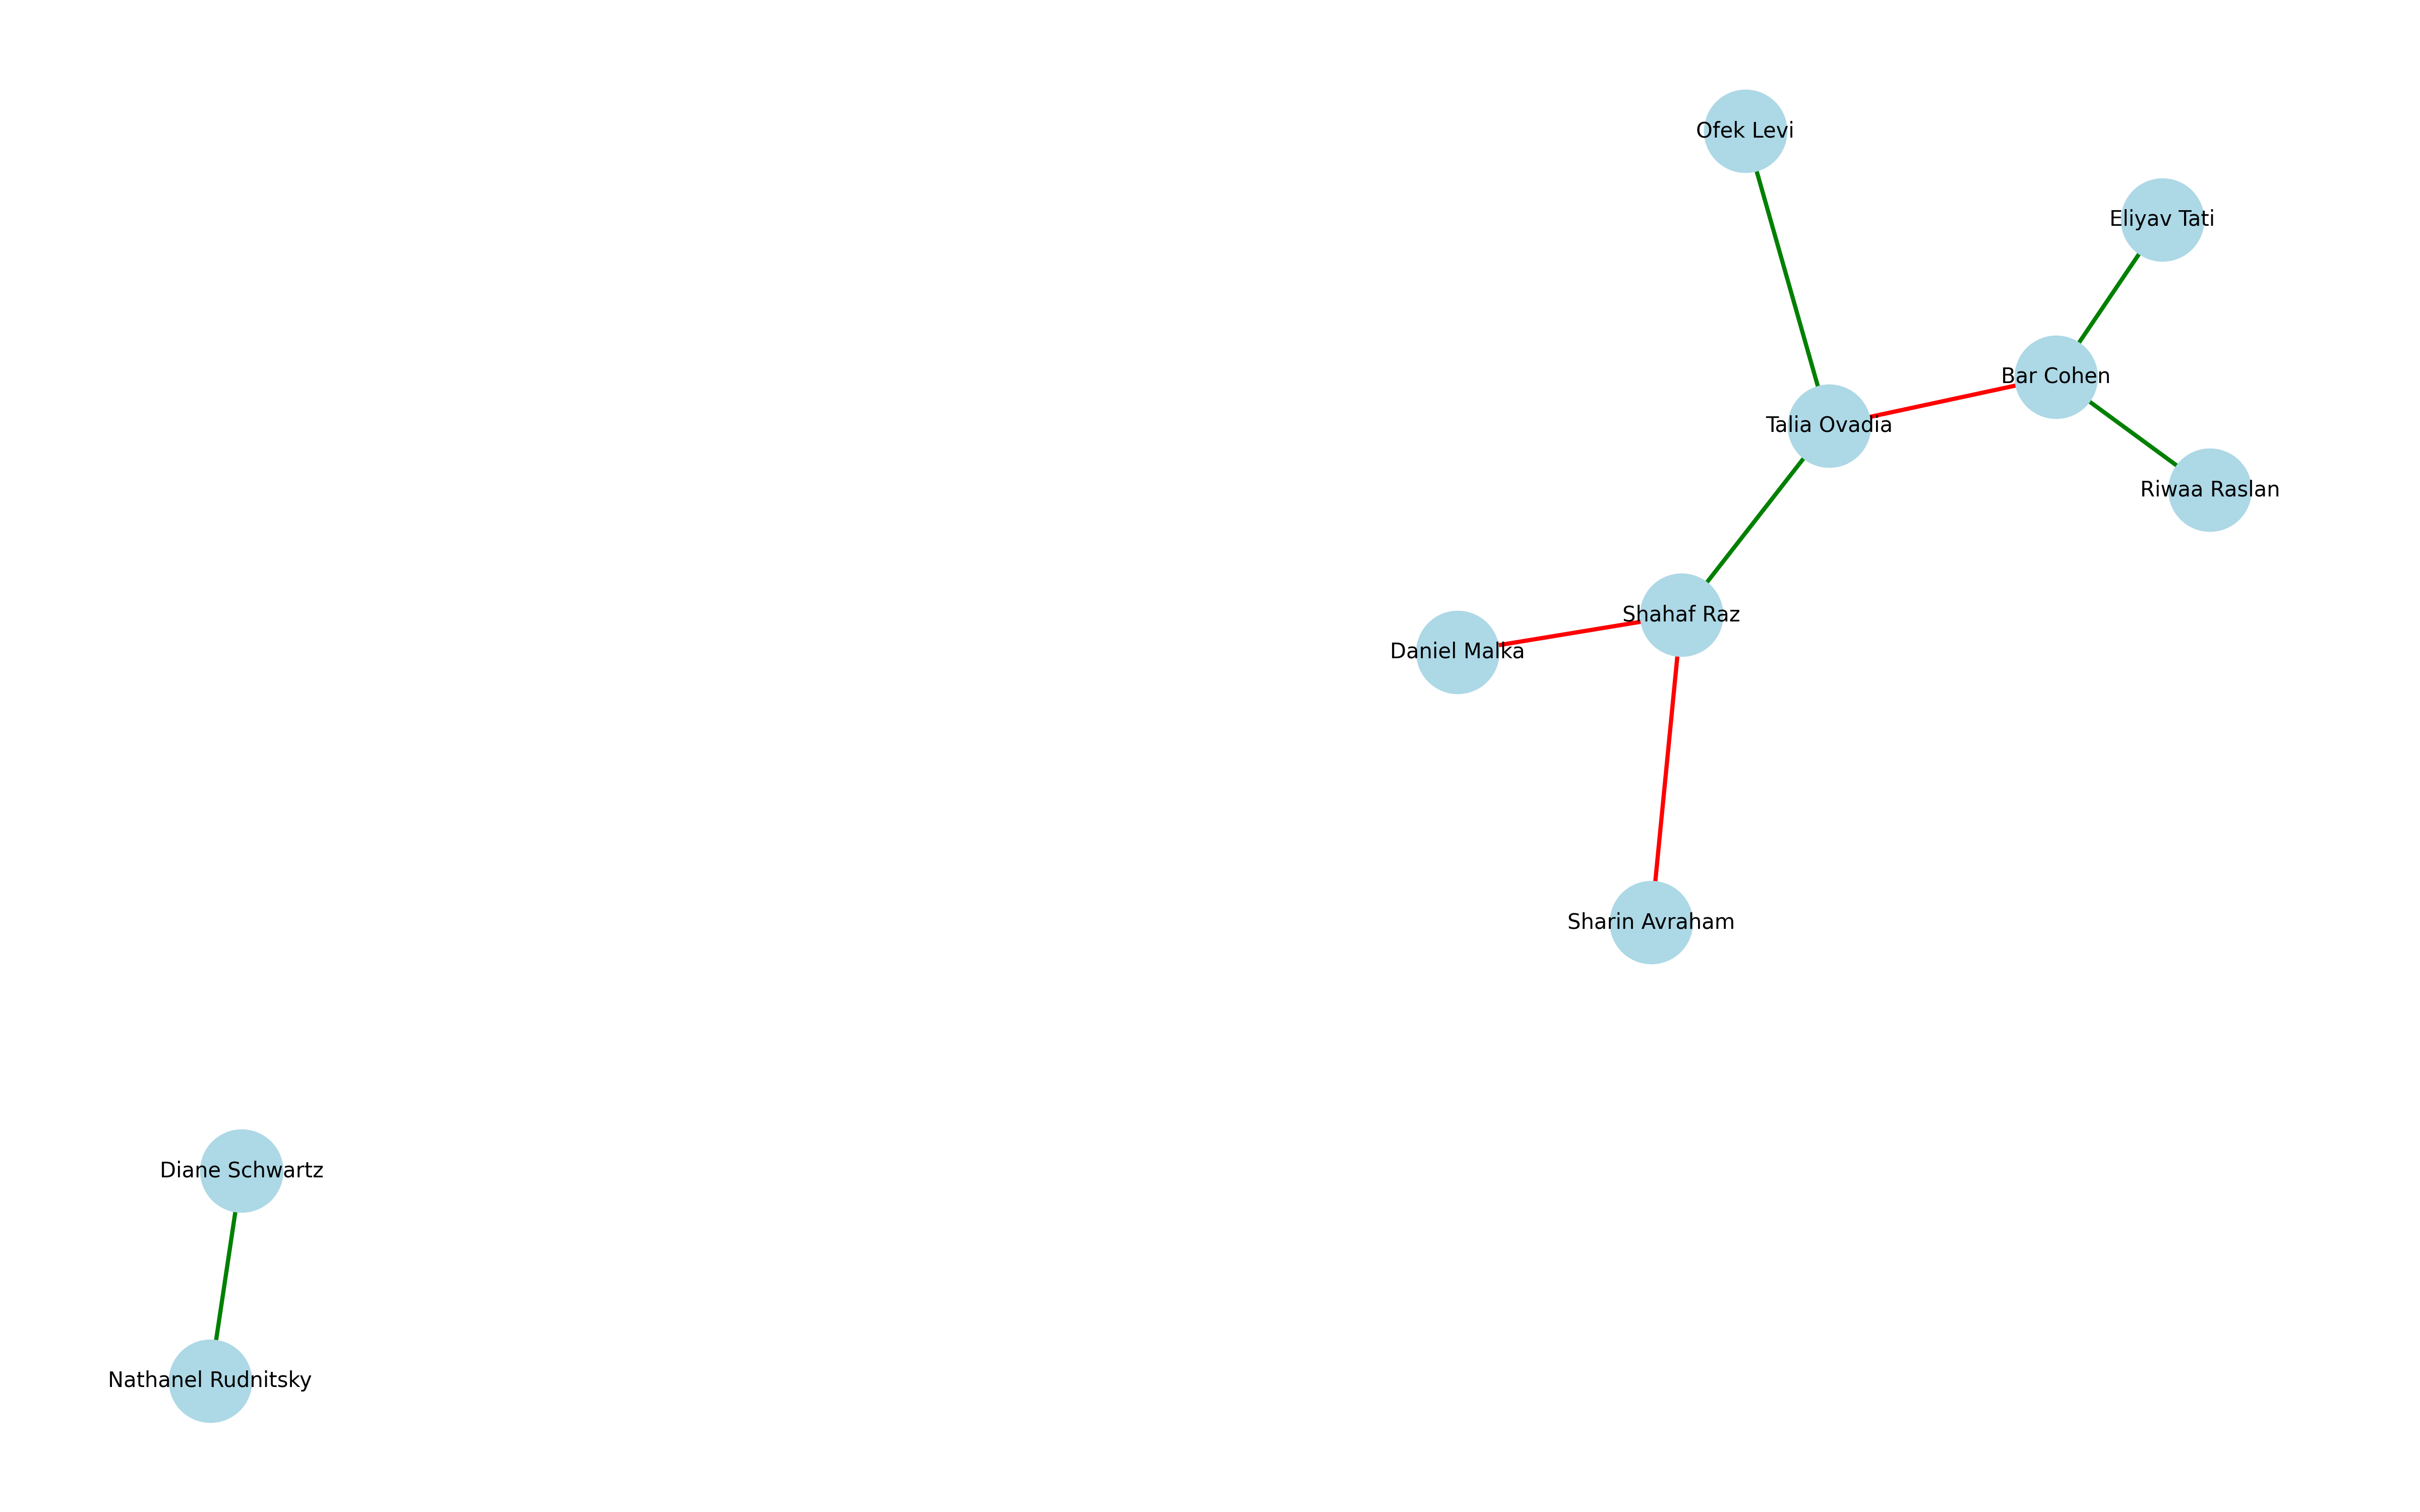 Ofek Levi
Eliyav Tati
Bar Cohen
Talia Ovadia
Riwaa Raslan
Shahaf Raz
Daniel Malka
Sharin Avraham
Diane Schwartz
Nathanel Rudnitsky